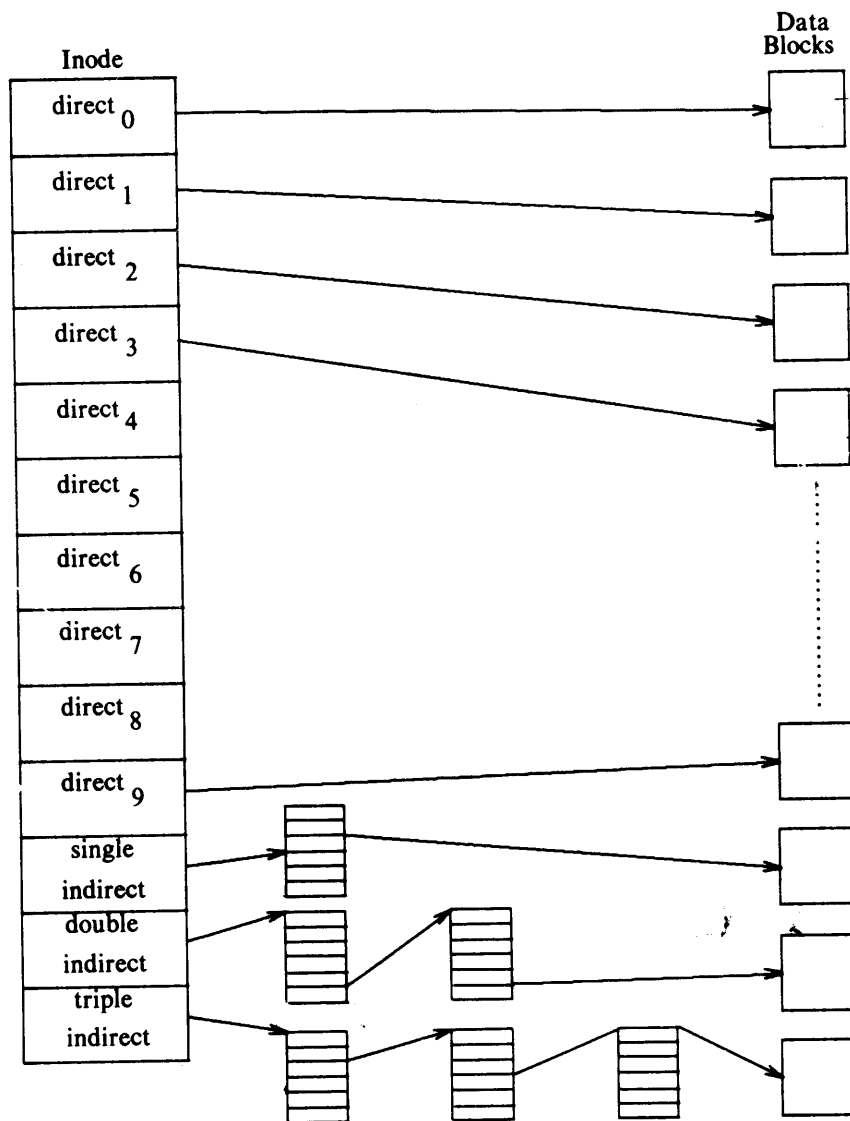 Data
Blocks
Inode
direct 0
direct 1
direct 2
direct 3
direct 4
direct 5
direct 6
direct 7
direct 8
direct 9
single
indirect
double
indirect
triple
indirect